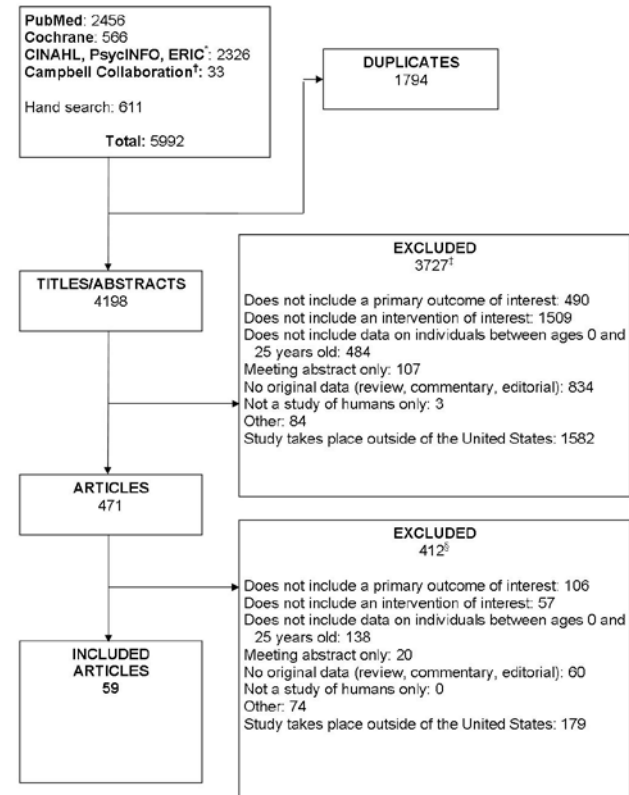 PubMed: 2456
Cochrane: 566
CINAHL, PsycINFO, ERIC*: 2326
Campbell Collaboration†: 33
Hand search: 611
Total: 5992
DUPLICATES
1794
TITLES/ABSTRACTS
4198
EXCLUDED
3727‡
Does not include a primary outcome of interest: 490
Does not include an intervention of interest: 1509
Does not include data on individuals between ages 0 and
25 years old: 484
Meeting abstract only: 107
No original data (review, commentary, editorial): 834
Not a study of humans only: 3
Other: 84
Study takes place outside of the United States: 1582
ARTICLES
471
EXCLUDED
412§
Does not include a primary outcome of interest: 106
Does not include an intervention of interest: 57
Does not include data on individuals between ages 0 and
25 years old: 138
Meeting abstract only: 20
No original data (review, commentary, editorial): 60
Not a study of humans only: 0
Other: 74
Study takes place outside of the United States: 179
INCLUDED
ARTICLES
59